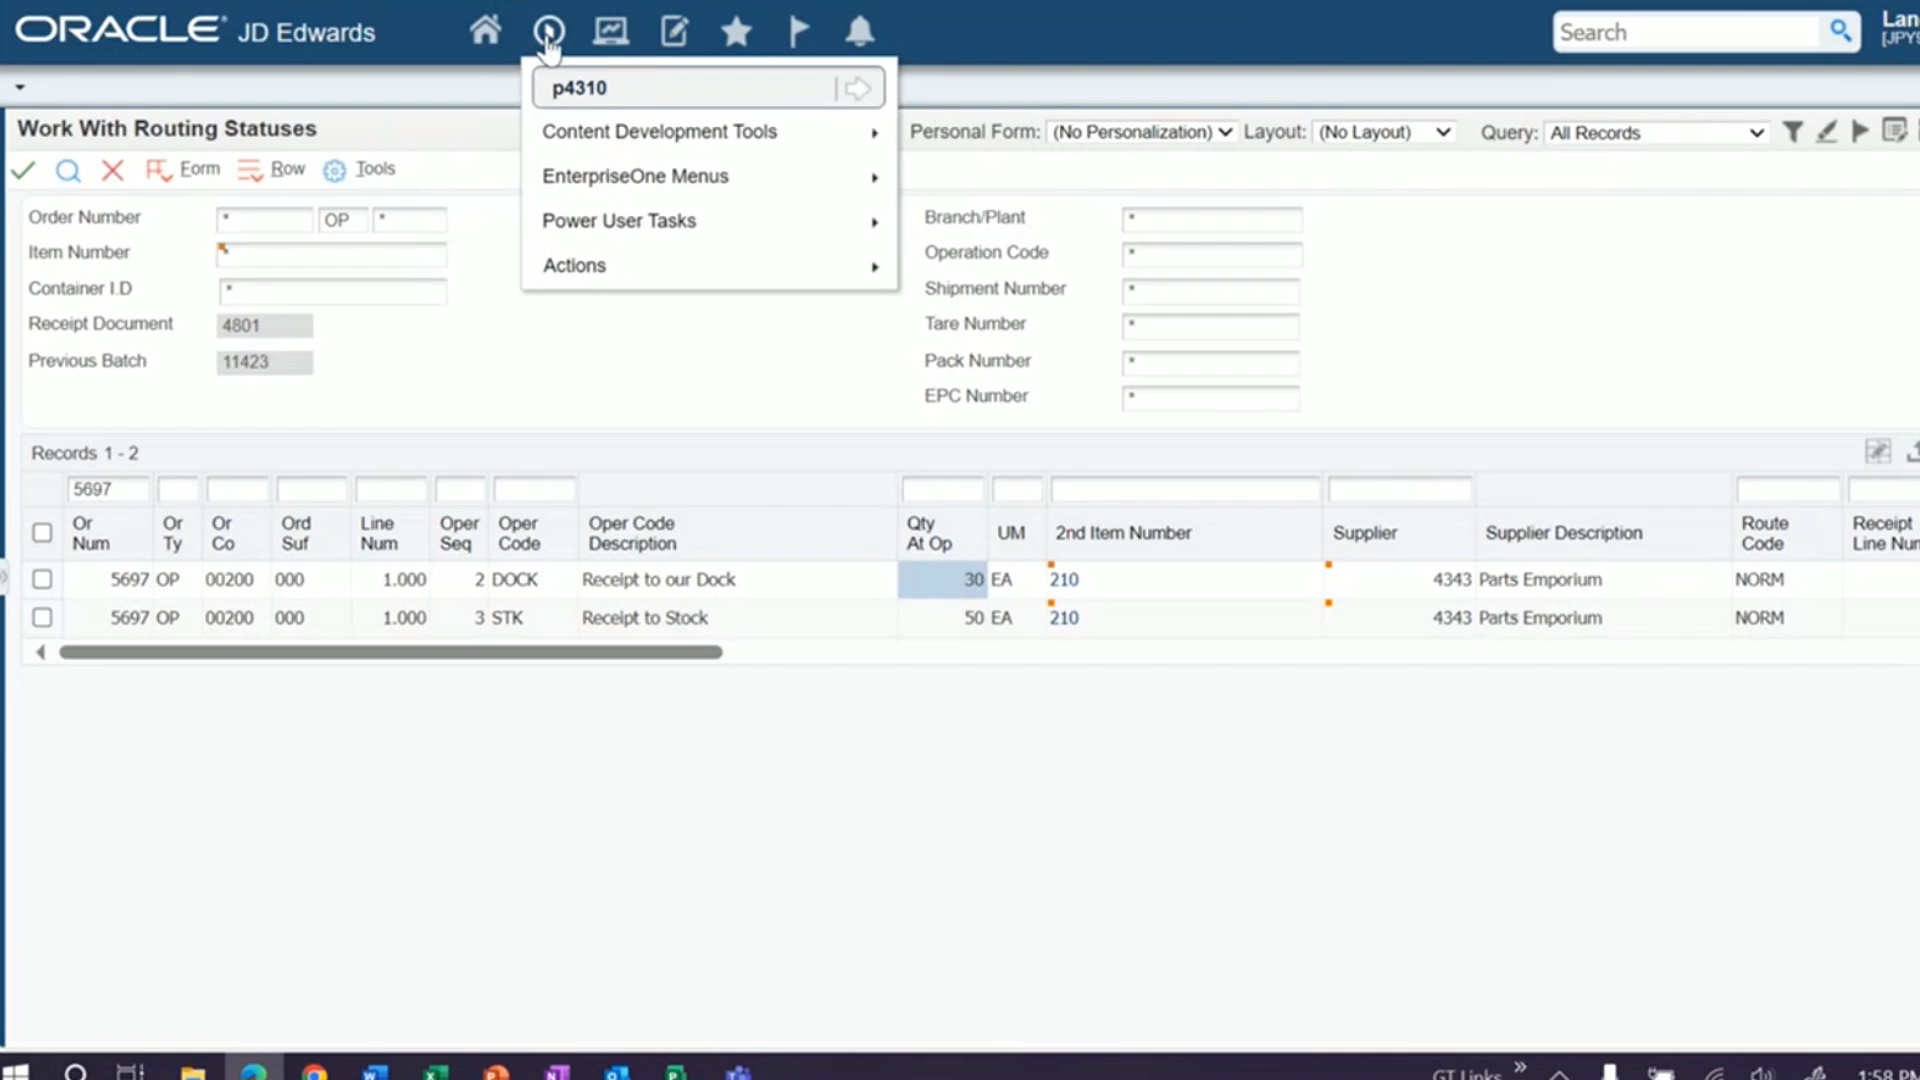 ORACLE JD Edwards
Search
Lan
p4310
Content Development Tools
EnterpriseOne Menus
Power User Tasks
Actions
Work With Routing Statuses
Personal Form: (No Personalization) Layout: (No Layout) Query: All Records
Form Row Tools
Order Number * OP *
Item Number *
Container I.D *
Receipt Document 4801
Previous Batch 11423
Branch/Plant *
Operation Code *
Shipment Number *
Tare Number *
Pack Number *
EPC Number *
Records 1 - 2
5697
Or Num Or Ty Or Co Ord Suf Line Num Oper Seq Oper Code Oper Code Description Qty At Op UM 2nd Item Number Supplier Supplier Description Route Code Receipt Line Num
5697 OP 00200 000 1.000 2 DOCK Receipt to our Dock 30 EA 210 4343 Parts Emporium NORM
5697 OP 00200 000 1.000 3 STK Receipt to Stock 50 EA 210 4343 Parts Emporium NORM
GT Links
1:58 PM